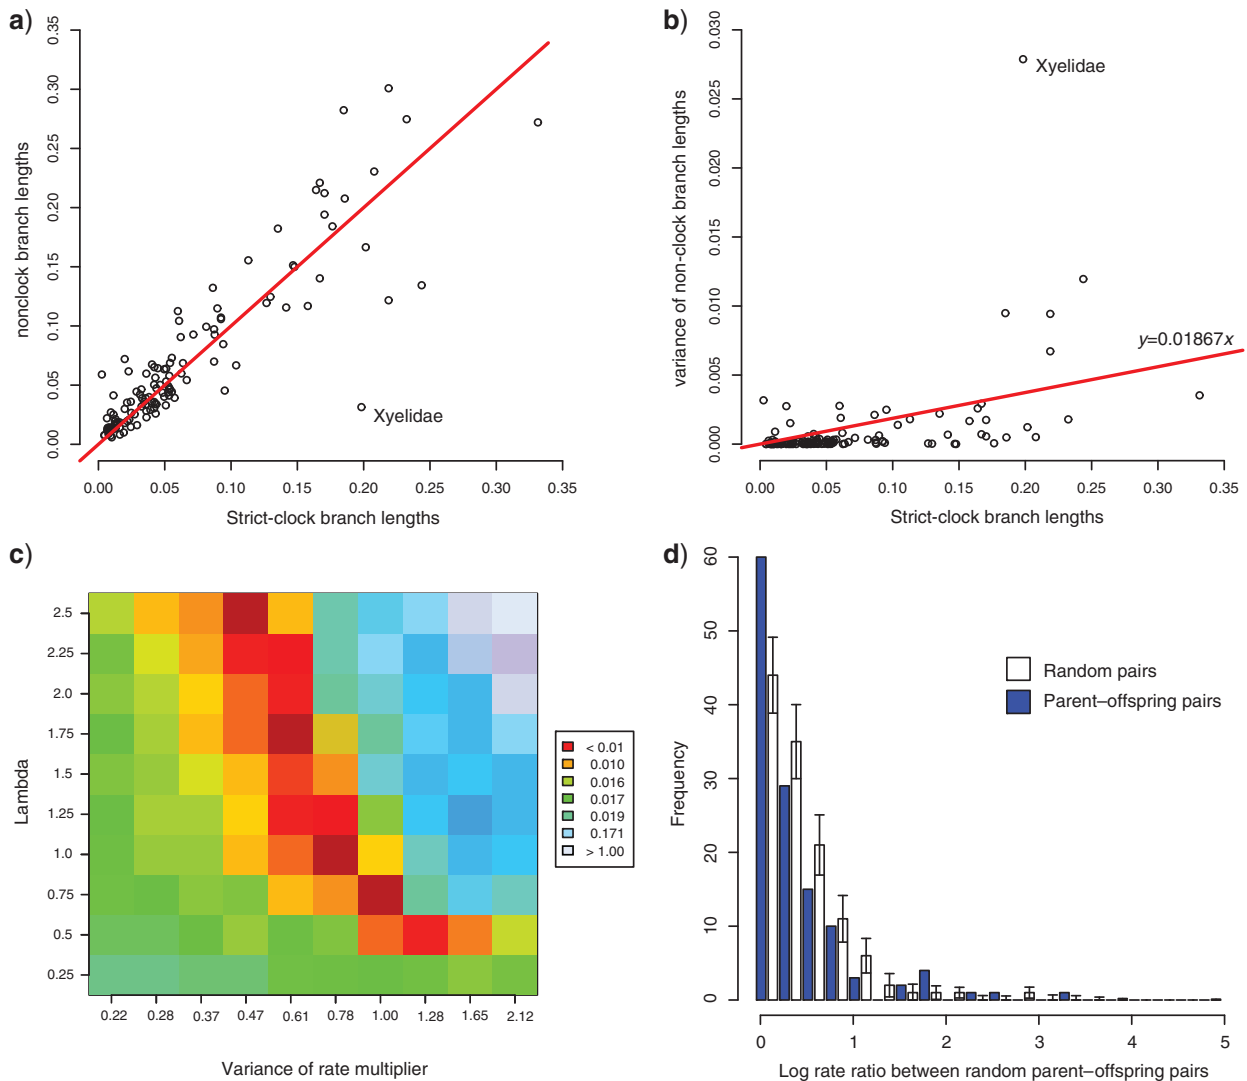 a)
nonclock branch lengths
0.35
0.30
0.25
0.20
0.15
0.10
0.05
0.00
Xyelidae
0.00 0.05 0.10 0.15 0.20 0.25 0.30 0.35
Strict-clock branch lengths
b)
variance of non-clock branch lengths
0.030
0.025
0.020
0.015
0.010
0.005
0.000
Xyelidae
y=0.01867x
0.00 0.05 0.10 0.15 0.20 0.25 0.30 0.35
Strict-clock branch lengths
c)
Lambda
2.5
2.25
2.0
1.75
1.5
1.25
1.0
0.75
0.5
0.25
0.22 0.28 0.37 0.47 0.61 0.78 1.00 1.28 1.65 2.12
Variance of rate multiplier
< 0.01
0.010
0.016
0.017
0.019
0.171
> 1.00
d)
Frequency
60
50
40
30
20
10
0
Random pairs
Parent–offspring pairs
0 1 2 3 4 5
Log rate ratio between random parent–offspring pairs